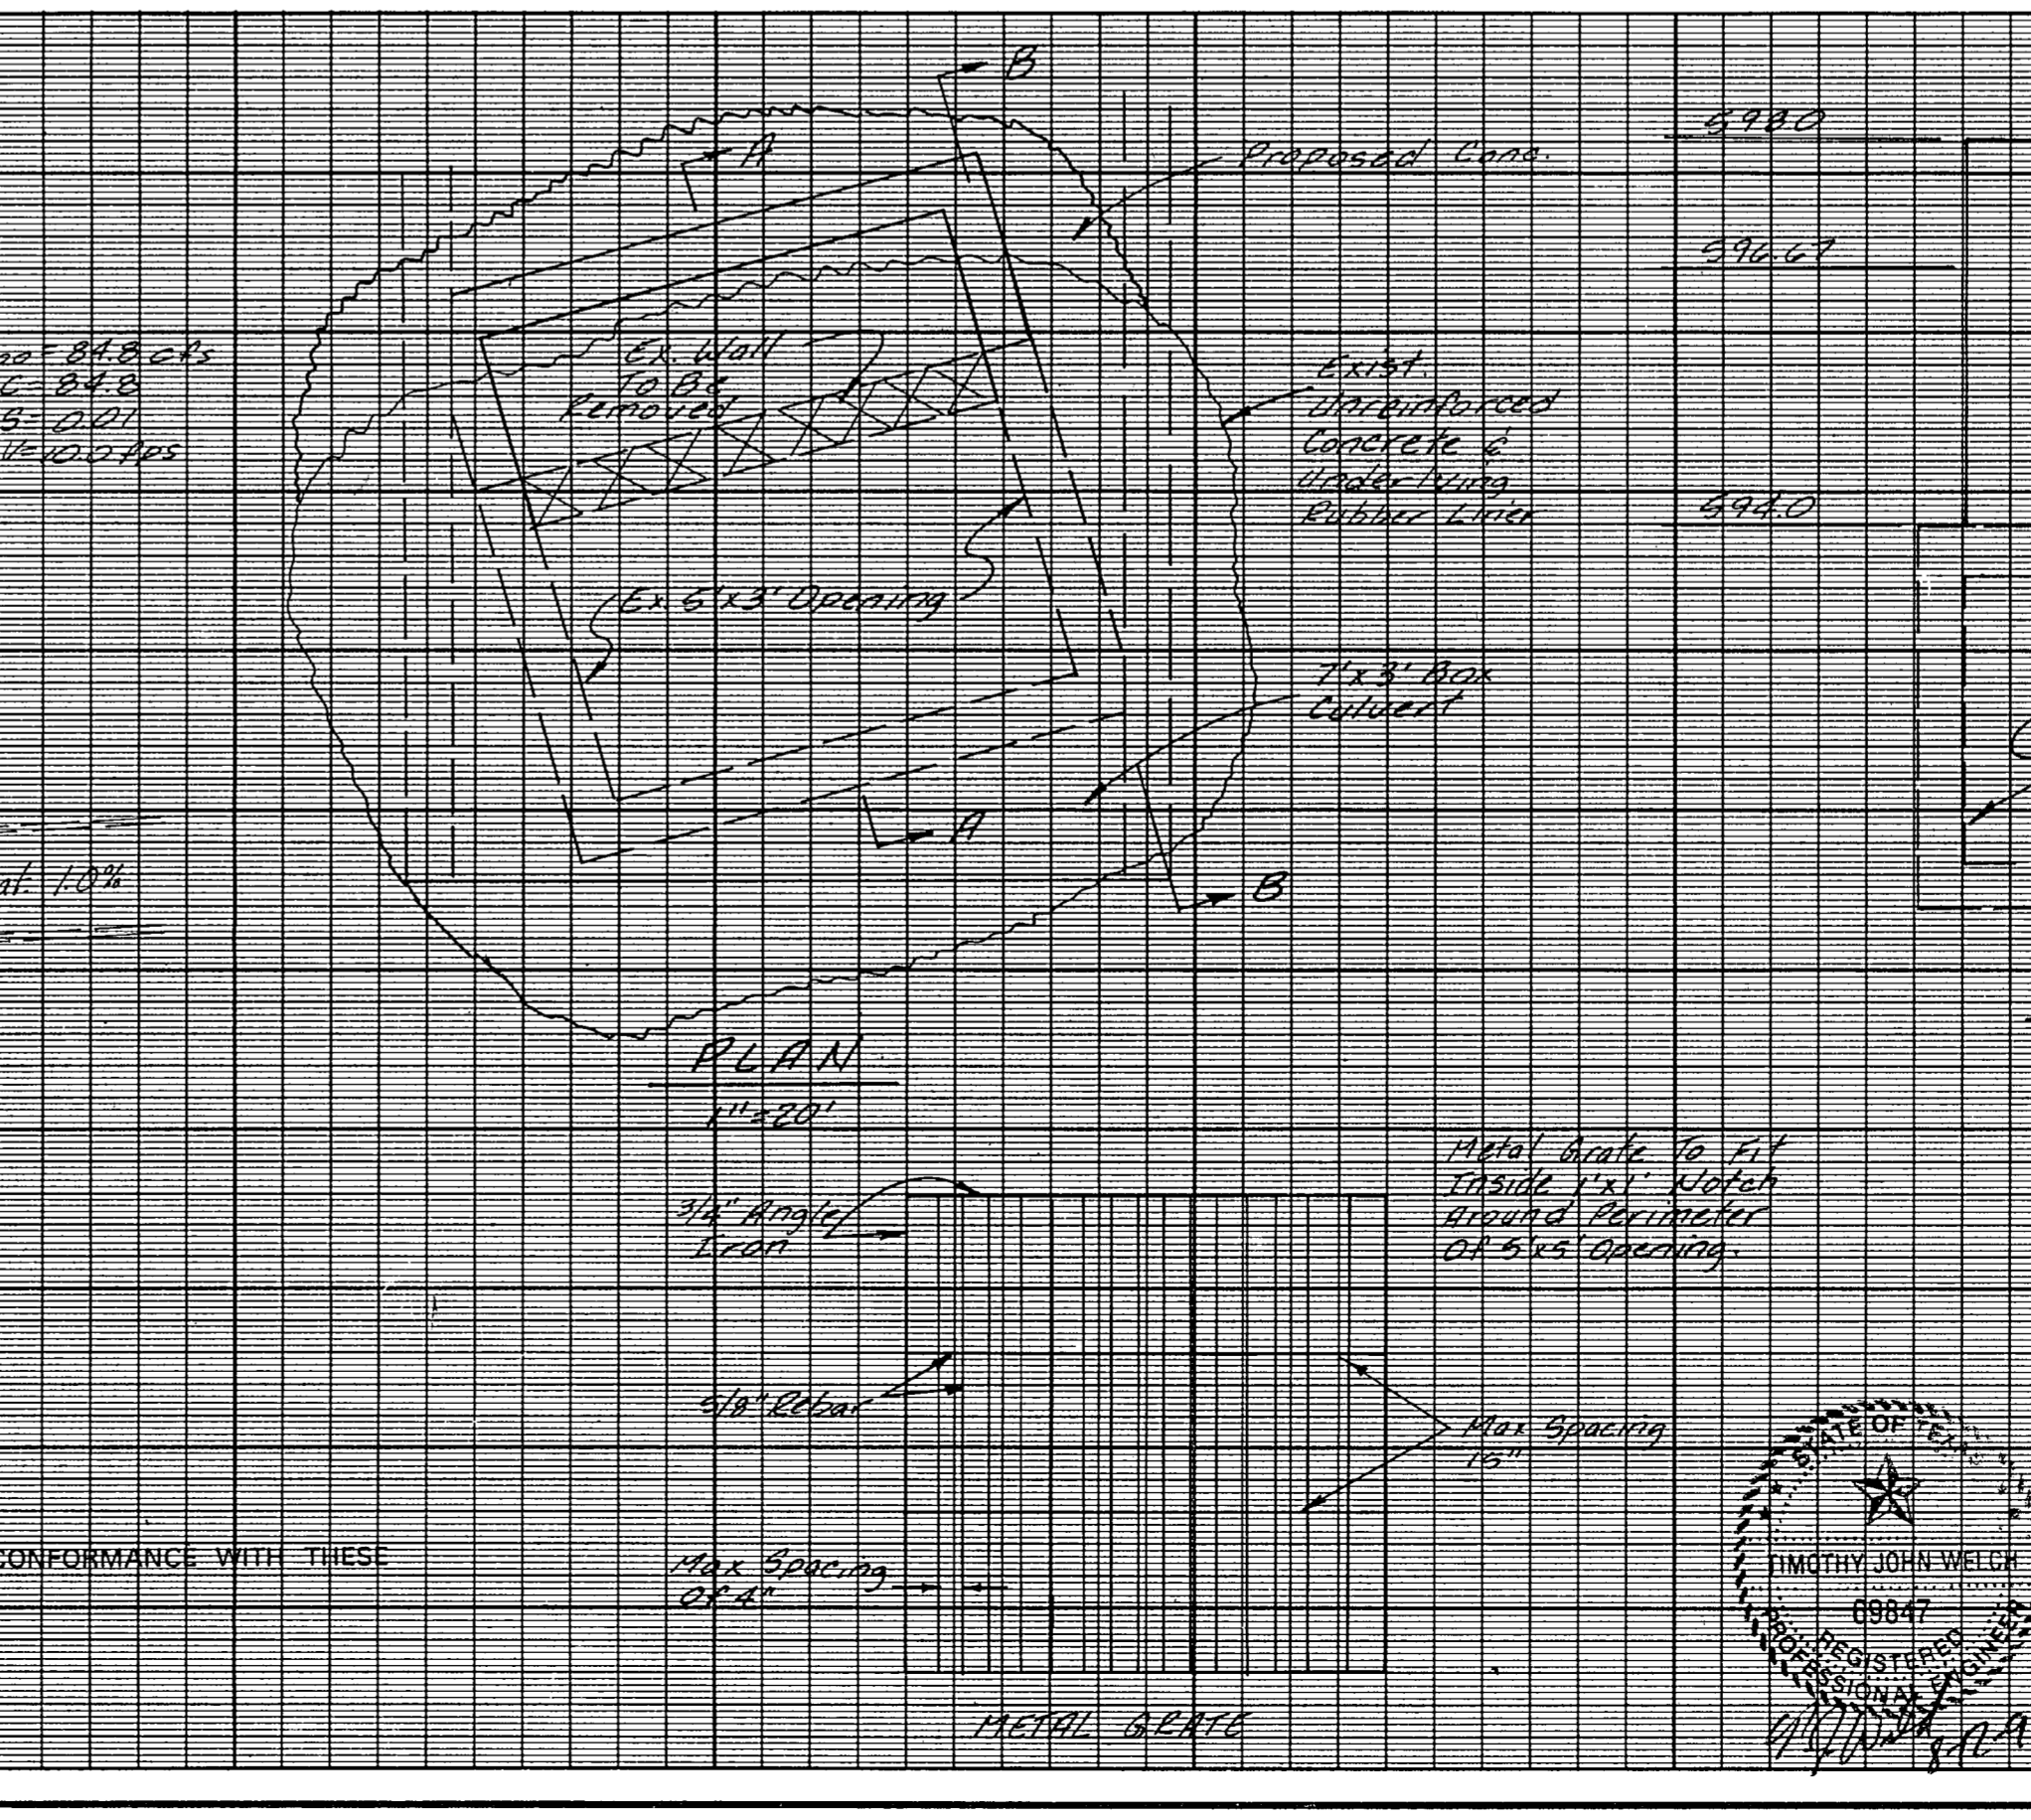 B
A
Proposed Conc.
598.0
596.67
= 84.8 cfs
C = 84.8
S = 0.01
V = 10.0 fps
Ex. Wall
To Be
Removed
Exist.
Unreinforced
Concrete &
Underlying
Rubber Liner
594.0
Ex. 5'x3' Opening
7'x3' Box
Culvert
A
1.0%
B
PLAN
1"=20'
Metal Grate To Fit
Inside 1'x1' Notch
Around Perimeter
Of 5'x5' Opening.
3/4" Angle
Iron
5/8" Rebar
Max Spacing
15"
Max Spacing
Of 4"
CONFORMANCE WITH THESE
METAL GRATE
STATE OF TEXAS
TIMOTHY JOHN WELCH
69847
REGISTERED
PROFESSIONAL ENGINEER